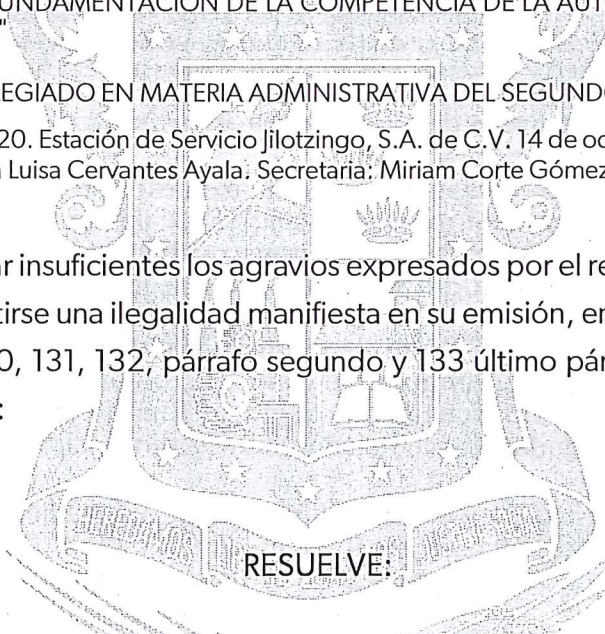 UNDAMENTACIÓN DE LA COMPETENCIA DE LA AUT
"
EGIADO EN MATERIA ADMINISTRATIVA DEL SEGUNDO
20. Estación de Servicio Jilotzingo, S.A. de C.V. 14 de oc
Luisa Cervantes Ayala. Secretaria: Miriam Corte Gómez
r insuficientes los agravios expresados por el re
tirse una ilegalidad manifiesta en su emisión, en
0, 131, 132, párrafo segundo y 133 último pár
:
RESUELVE: